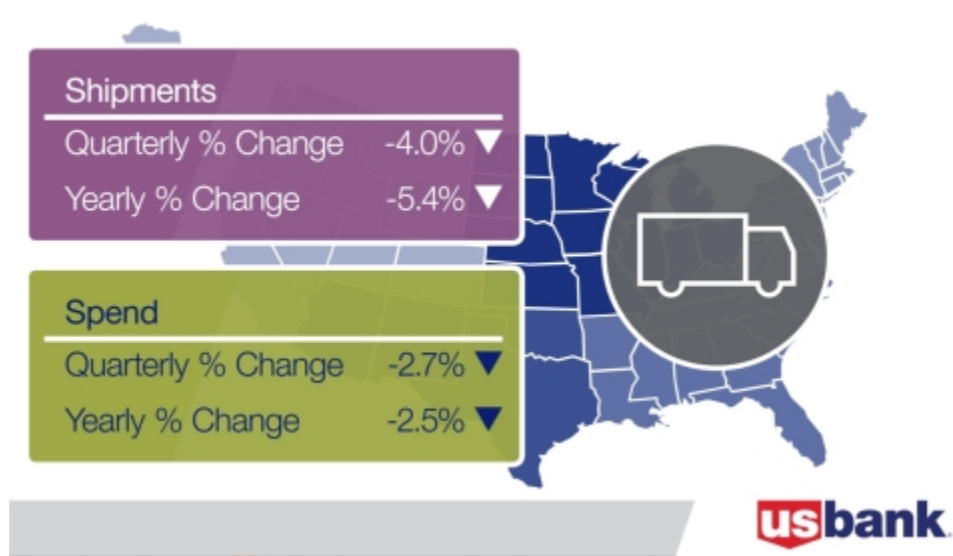 Shipments
Quarterly % Change -4.0% ▼
Yearly % Change -5.4% ▼
Spend
Quarterly % Change -2.7% ▼
Yearly % Change -2.5% ▼
usbank